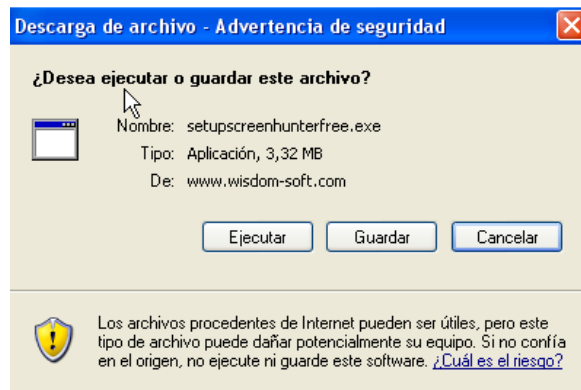 Descarga de archivo - Advertencia de seguridad
¿Desea ejecutar o guardar este archivo?
Nombre: setupscreenhunterfree.exe
Tipo: Aplicación, 3,32 MB
De: www.wisdom-soft.com
Ejecutar Guardar Cancelar
Los archivos procedentes de Internet pueden ser útiles, pero este
tipo de archivo puede dañar potencialmente su equipo. Si no confía
en el origen, no ejecute ni guarde este software. ¿Cuál es el riesgo?